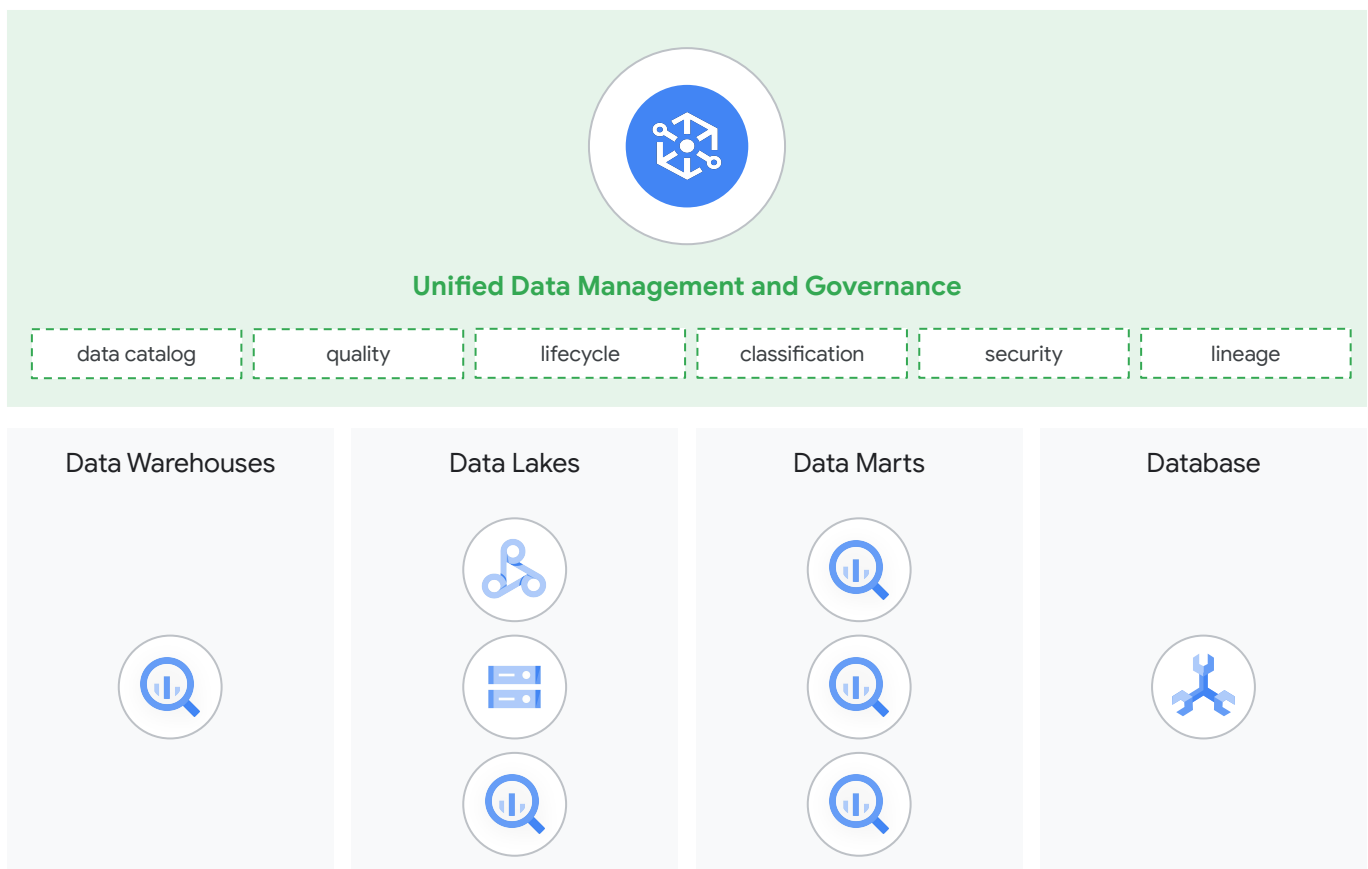 Unified Data Management and Governance
data catalog
quality
lifecycle
classification
security
lineage
Data Warehouses
Data Lakes
Data Marts
Database